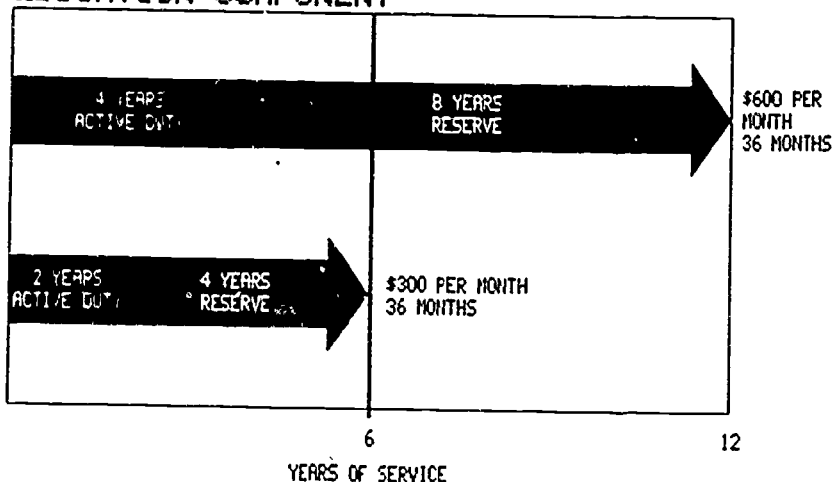 COMPONENT
4 YEARS
ACTIVE DUTY
8 YEARS
RESERVE
$600 PER
MONTH
36 MONTHS
2 YEARS
ACTIVE DUTY
4 YEARS
RESERVE
$300 PER MONTH
36 MONTHS
6
12
YEARS OF SERVICE